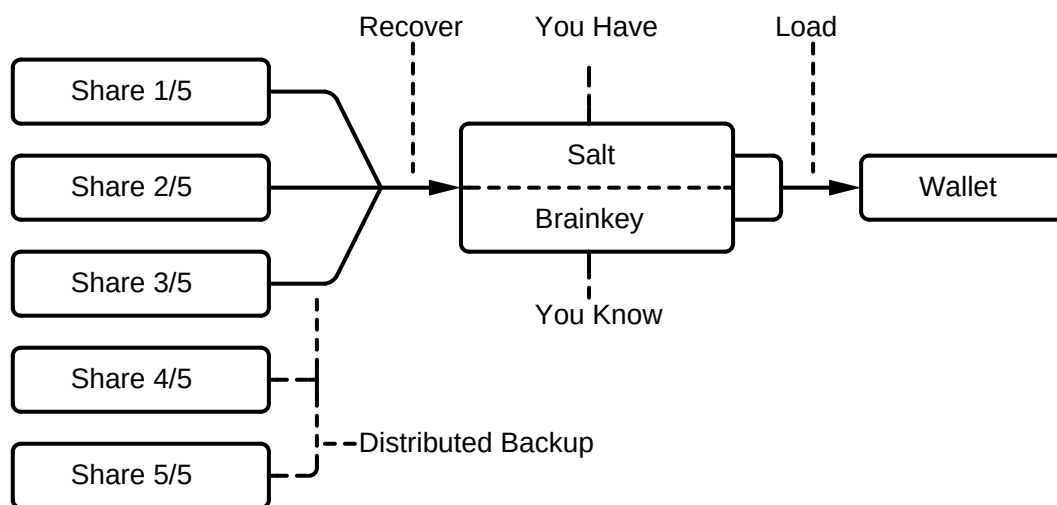 Recover
You Have
Load
Share 1/5
Share 2/5
Share 3/5
Share 4/5
Share 5/5
Salt
Brainkey
Wallet
You Know
Distributed Backup